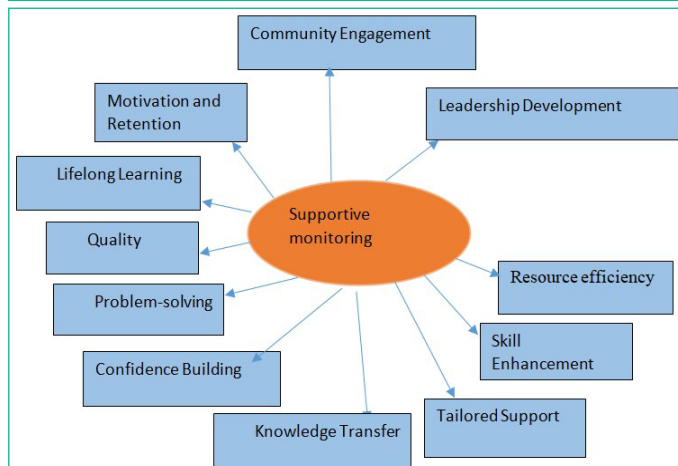 Community Engagement
Motivation and
Retention
Leadership Development
Lifelong Learning
Supportive
monitoring
Quality
Resource efficiency
Problem-solving
Skill
Enhancement
Confidence Building
Tailored Support
Knowledge Transfer